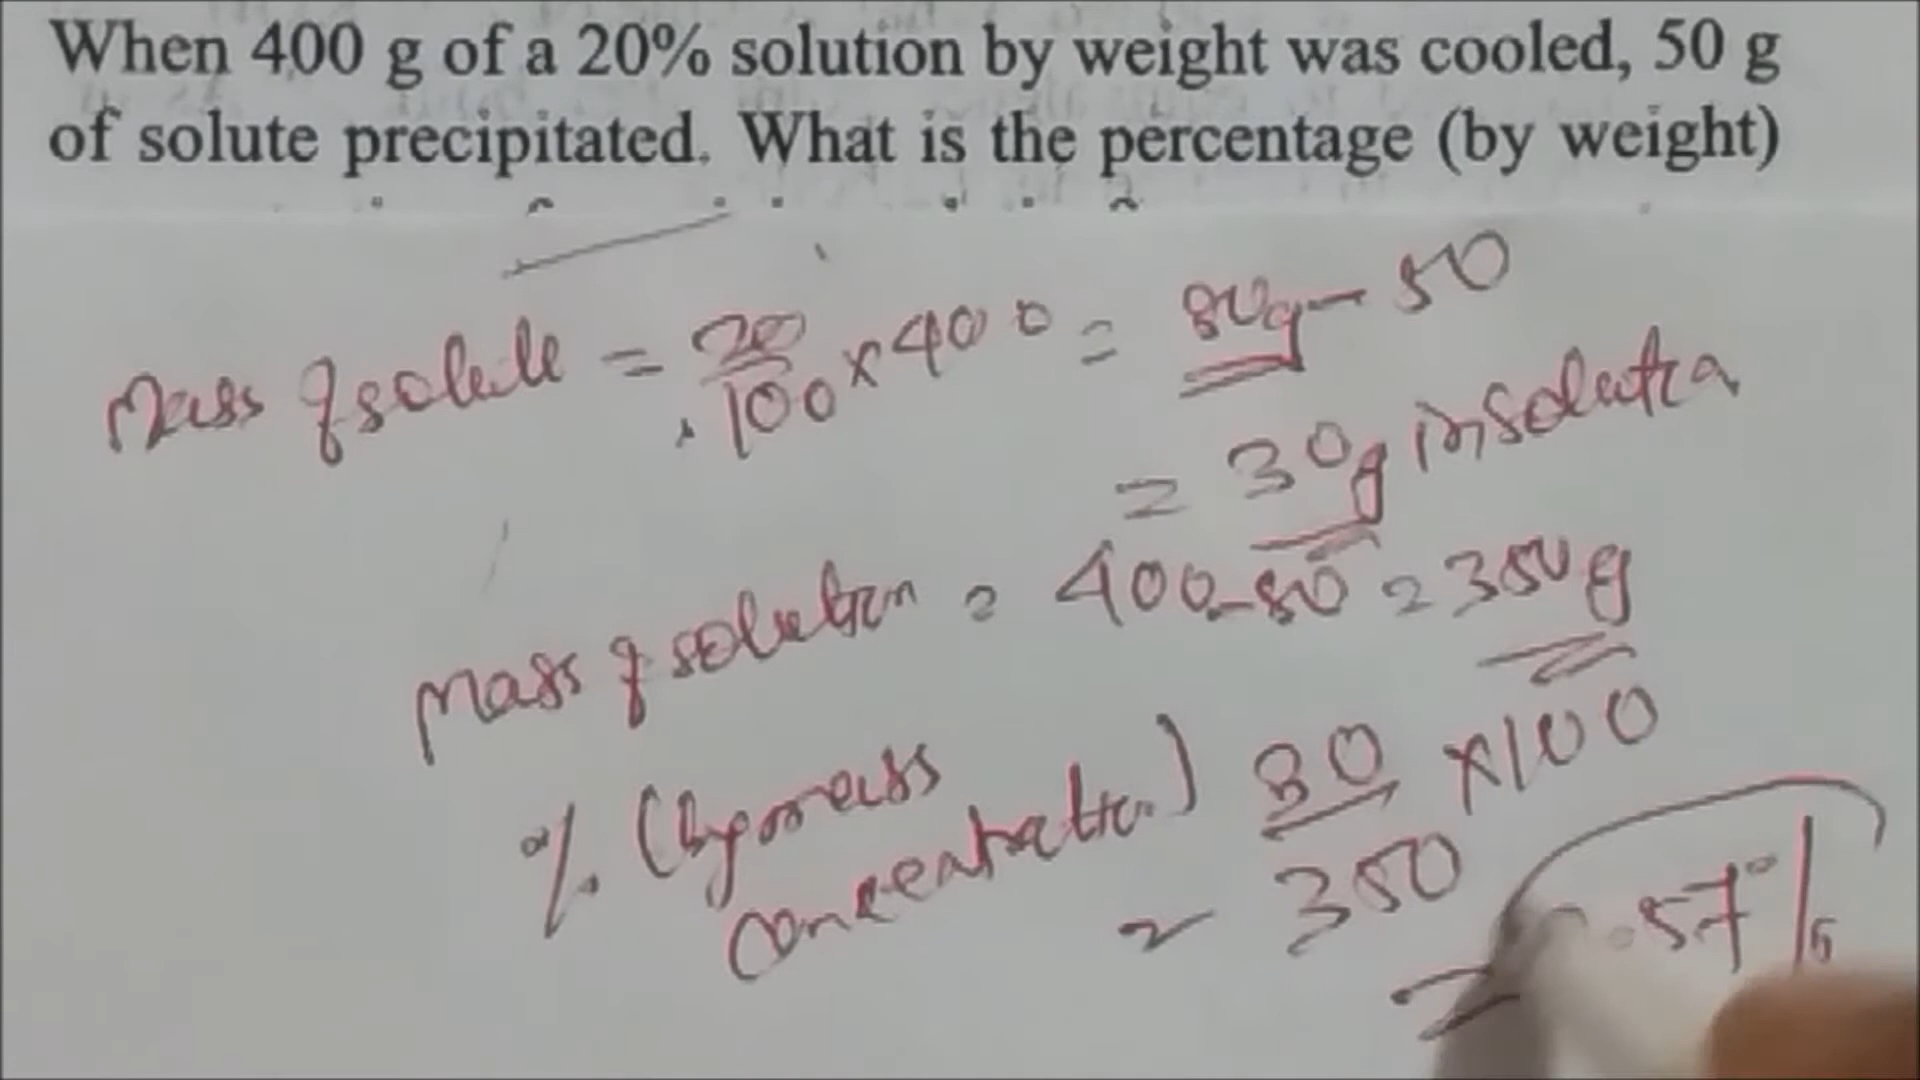 When 400 g of a 20% solution by weight was cooled, 50 g
of solute precipitated. What is the percentage (by weight)
Mass of solute = 20/100 × 400 = 80g - 50
= 30g in solution
Mass of solution = 400-50 = 350g
% (by mass concentration) 30/350 × 100
= .57%